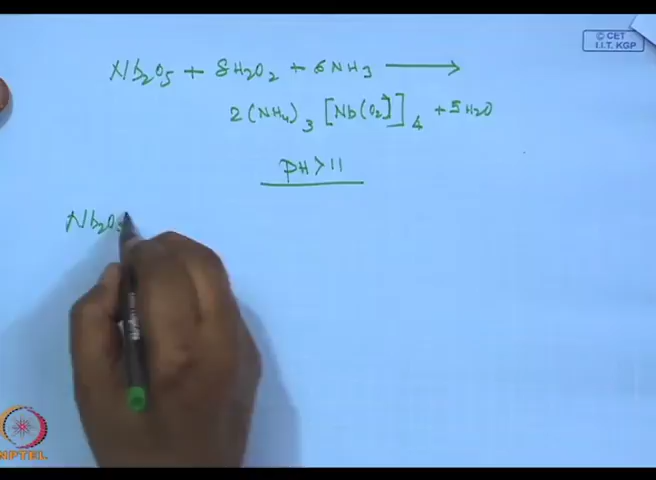 © CET
I.I.T. KGP
Nb₂O₅ + 8H₂O₂ + 6NH₃ ⟶
2(NH₄)₃ [Nb(O₂)]₄ + 5H₂O
pH > 11
Nb₂O₅
NPTEL